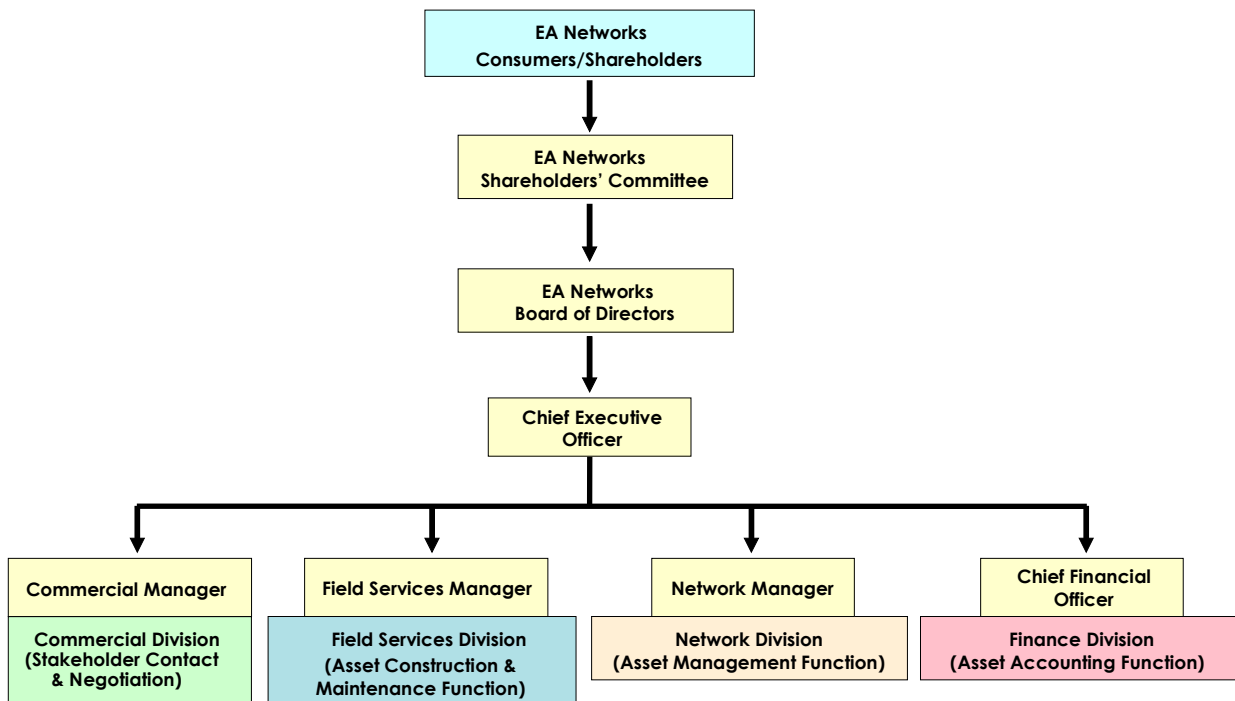 EA Networks
Consumers/Shareholders
EA Networks
Shareholders’ Committee
EA Networks
Board of Directors
Chief Executive
Officer
Commercial Manager
Commercial Division
(Stakeholder Contact
& Negotiation)
Field Services Manager
Field Services Division
(Asset Construction &
Maintenance Function)
Network Manager
Network Division
(Asset Management Function)
Chief Financial
Officer
Finance Division
(Asset Accounting Function)